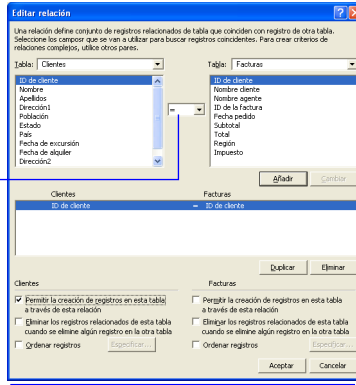 Editar relación
Una relación define conjunto de registros relacionados de tabla que coinciden con registro de otra tabla.
Seleccione los campos que se van a utilizar para buscar registros coincidentes. Para crear criterios de
relaciones complejos, utilice otros pares.
Tabla: Clientes
Tabla: Facturas
ID de cliente
Nombre
Apellidos
Dirección1
Población
Estado
País
Fecha de excursión
Fecha de alquiler
Dirección2
=
ID de cliente
Nombre cliente
Nombre agente
ID de la factura
Fecha pedido
Subtotal
Total
Región
Impuesto
Añadir Cambiar
Clientes Facturas
ID de cliente = ID de cliente
Duplicar Eliminar
Clientes
Permitir la creación de registros en esta tabla
a través de esta relación
Eliminar los registros relacionados de esta tabla
cuando se elimine algún registro en la otra tabla
Ordenar registros Especificar...
Facturas
Permitir la creación de registros en esta tabla
a través de esta relación
Eliminar los registros relacionados de esta tabla
cuando se elimine algún registro en la otra tabla
Ordenar registros Especificar...
Aceptar Cancelar